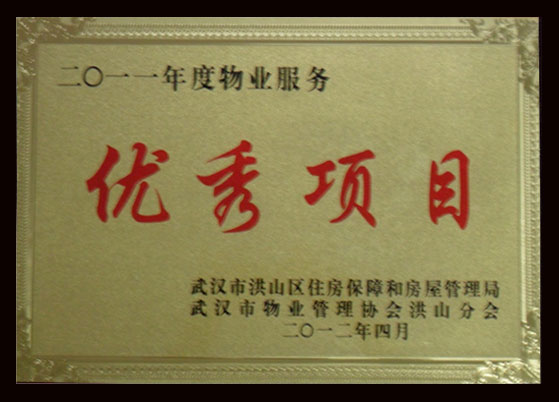 二〇一一年度物业服务
优秀项目
武汉市洪山区住房保障和房屋管理局
武汉市物业管理协会洪山分会
二〇一二年四月